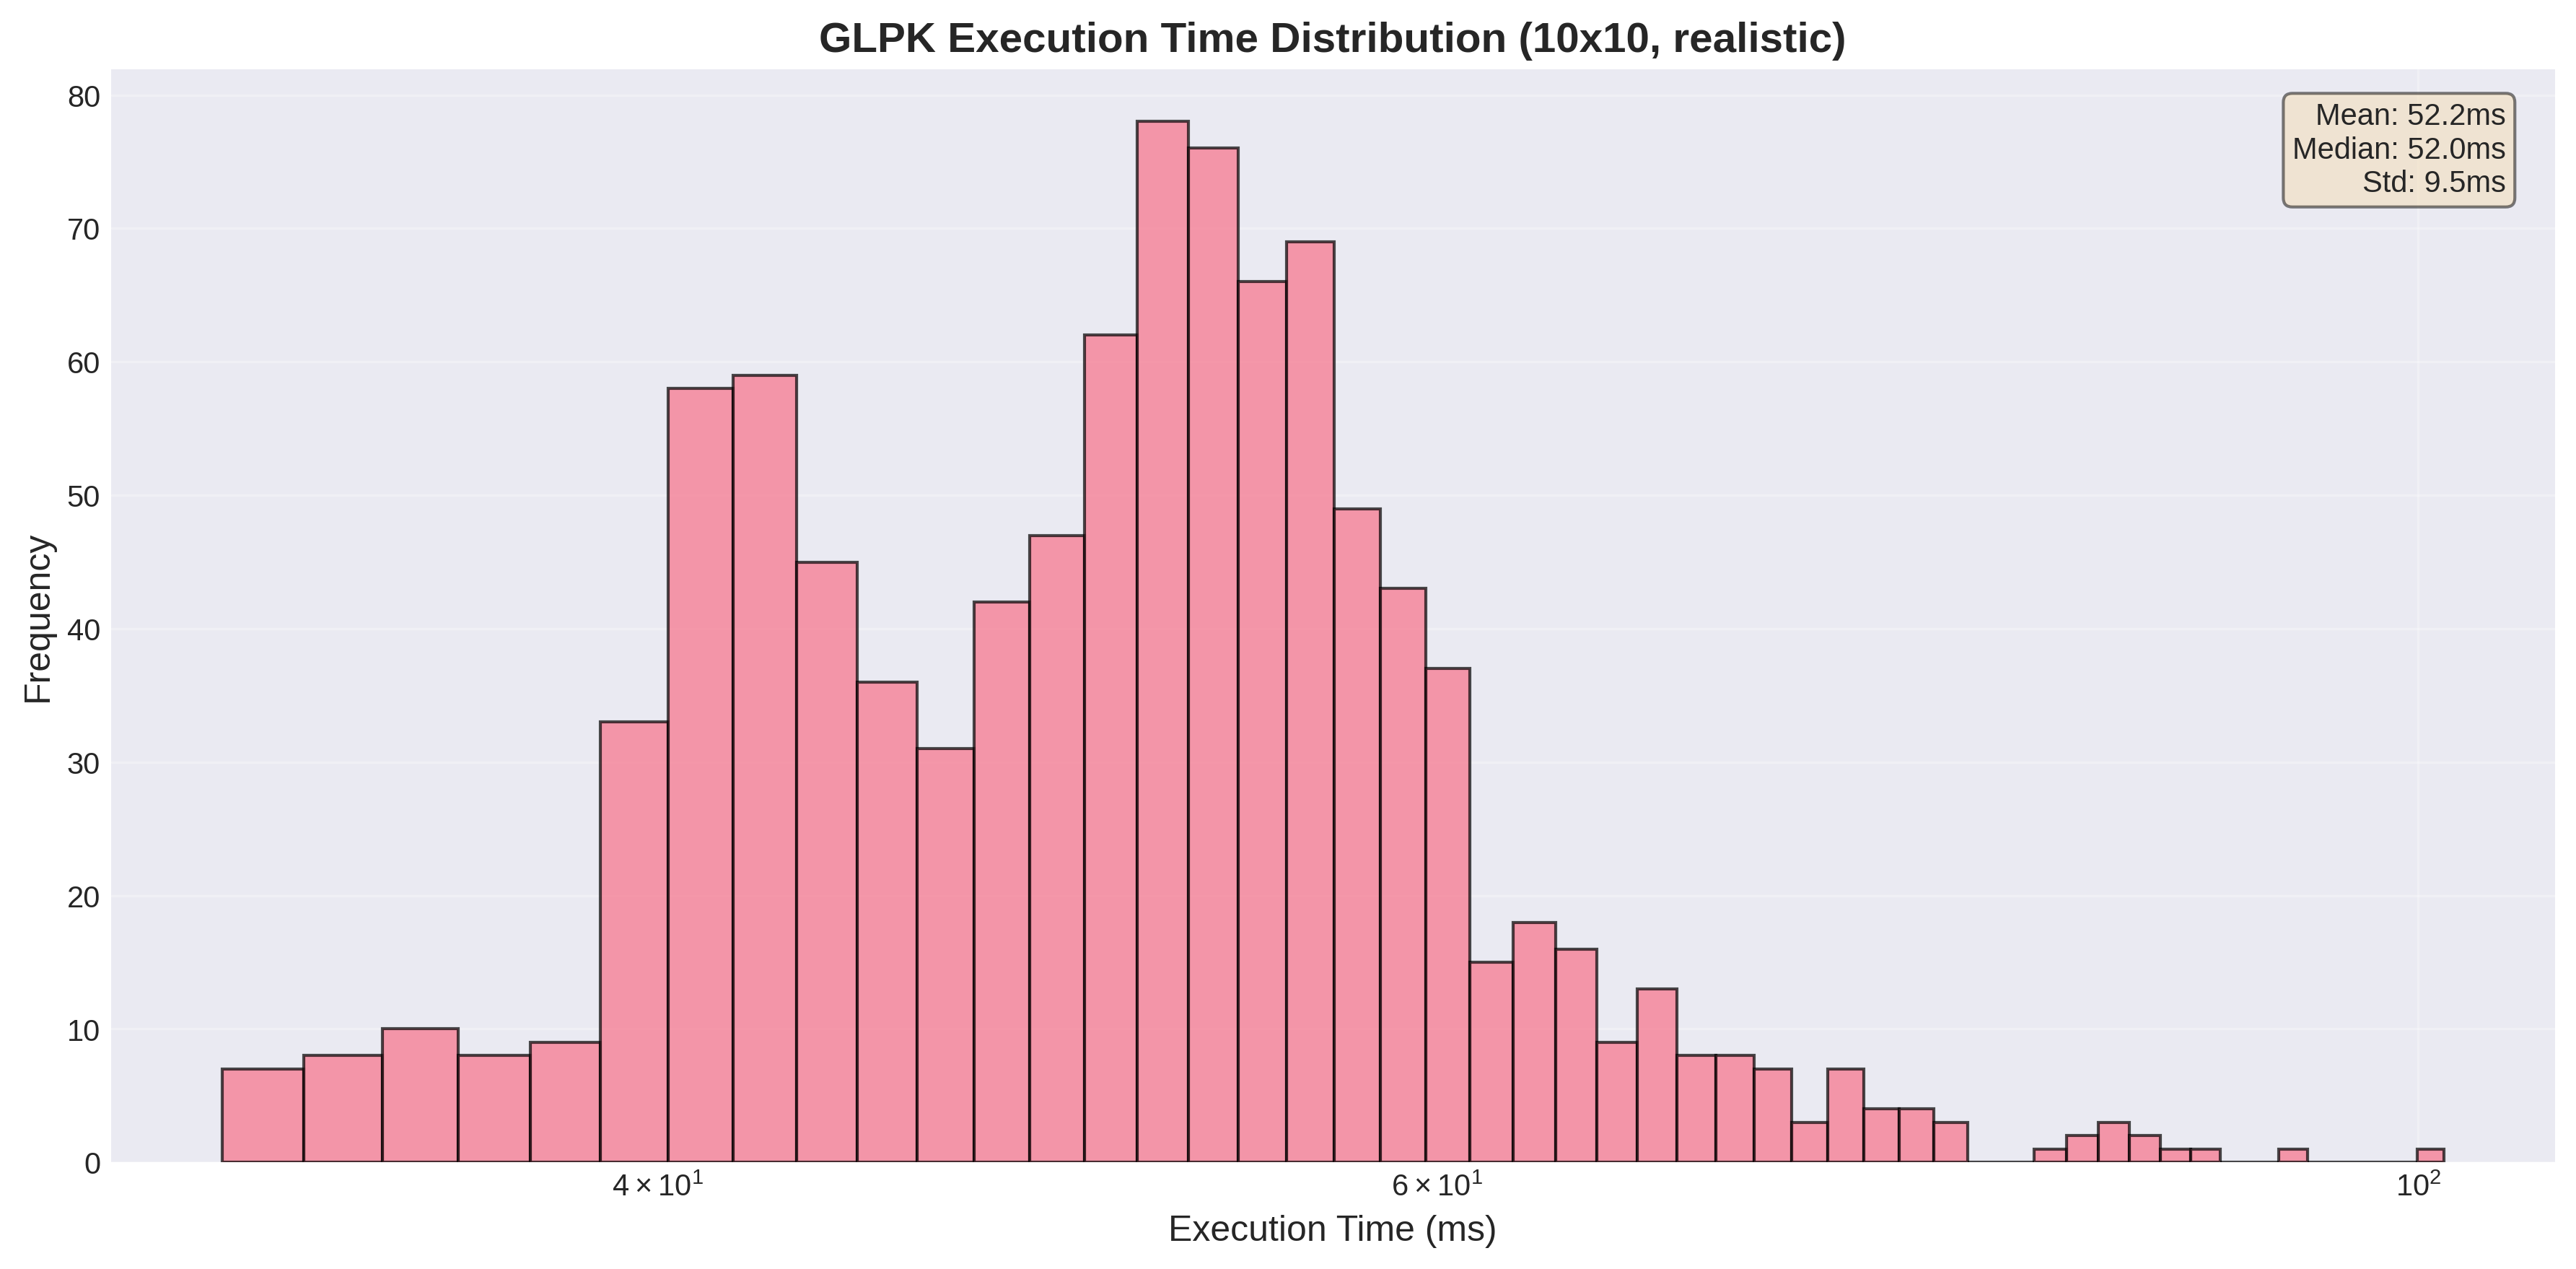 GLPK Execution Time Distribution (10x10, realistic)
Mean: 52.2ms
Median: 52.0ms
Std: 9.5ms
Frequency
80
70
60
50
40
30
20
10
0
4 × 10¹
6 × 10¹
10²
Execution Time (ms)